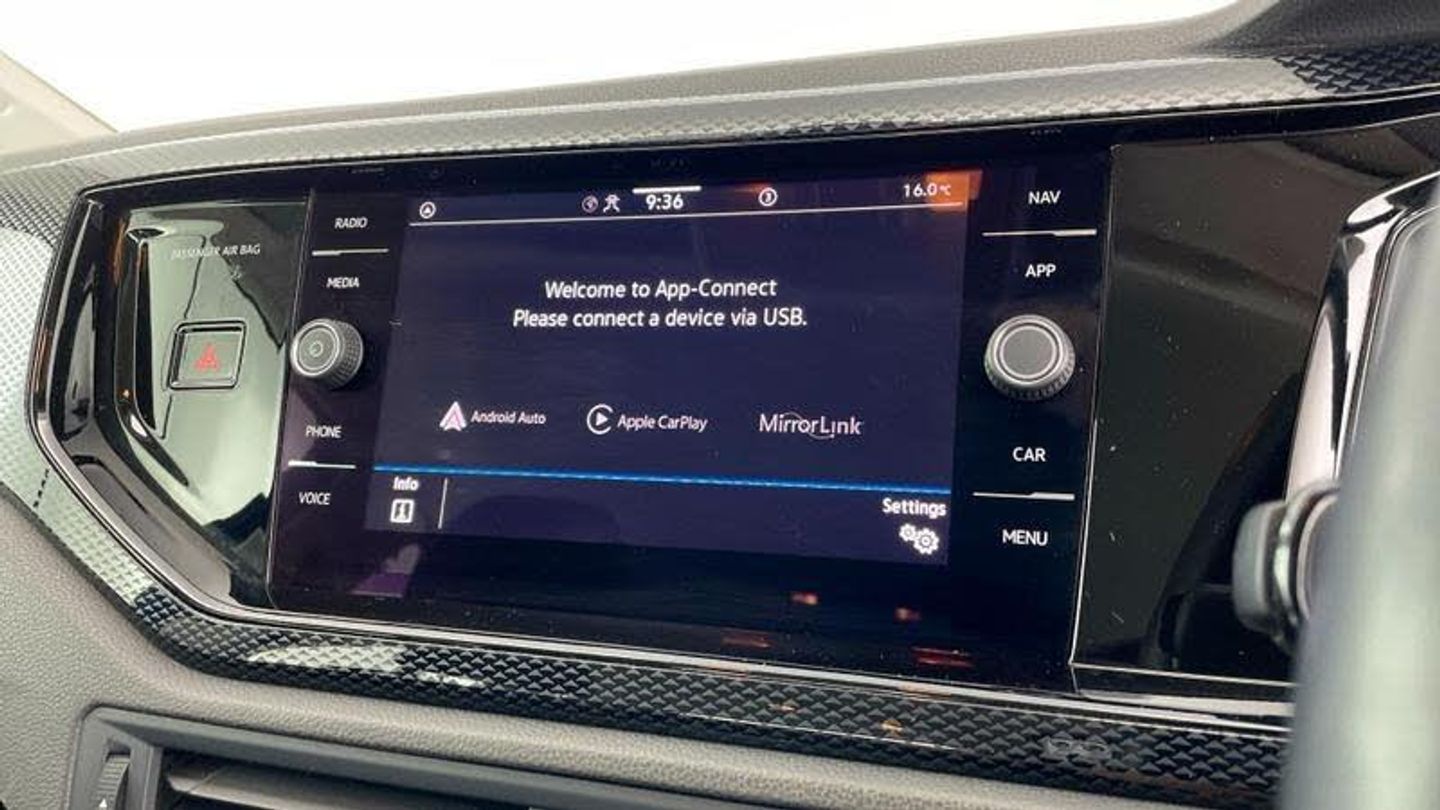 PASSENGER AIR BAG
RADIO
MEDIA
PHONE
VOICE
9:36
3
16.0°C
Welcome to App-Connect
Please connect a device via USB.
Android Auto
Apple CarPlay
MirrorLink
Info
Settings
NAV
APP
CAR
MENU